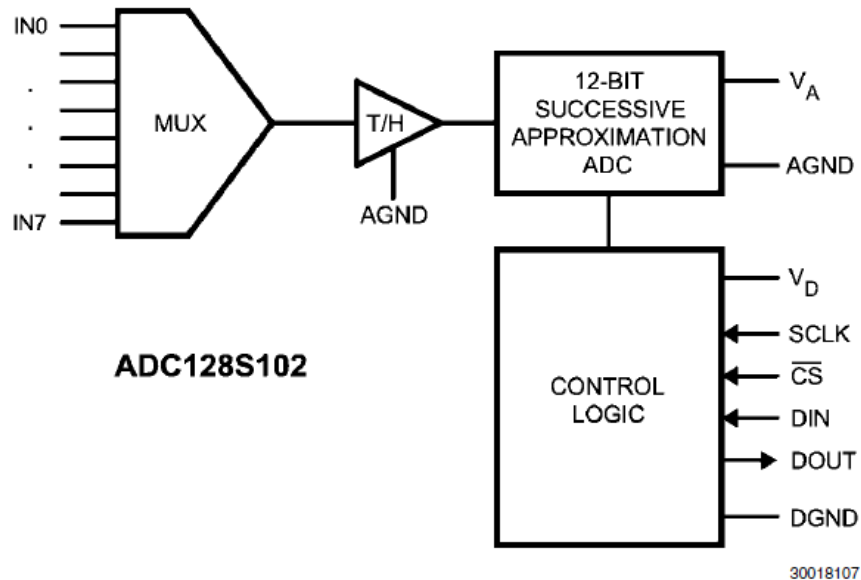 IN0
.
.
.
IN7
MUX
T/H
AGND
12-BIT
SUCCESSIVE
APPROXIMATION
ADC
VA
AGND
ADC128S102
CONTROL
LOGIC
VD
SCLK
CS
DIN
DOUT
DGND
30018107